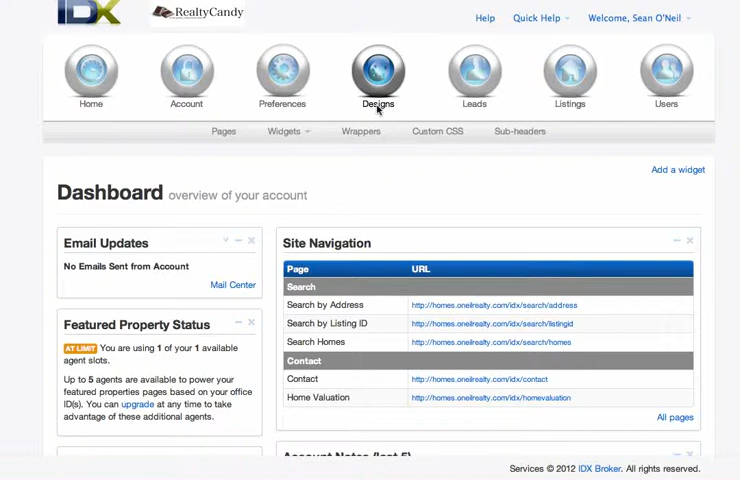 IDX
RealtyCandy
Help Quick Help Welcome, Sean O'Neil
Home Account Preferences Designs Leads Listings Users
Pages Widgets Wrappers Custom CSS Sub-headers
Add a widget
Dashboard overview of your account
Email Updates
No Emails Sent from Account
Mail Center
Featured Property Status
AT LIMIT You are using 1 of your 1 available
agent slots.
Up to 5 agents are available to power your
featured properties pages based on your office
ID(s). You can upgrade at any time to take
advantage of these additional agents.
Site Navigation
Page URL
Search
Search by Address http://homes.oneilrealty.com/idx/search/address
Search by Listing ID http://homes.oneilrealty.com/idx/search/listingid
Search Homes http://homes.oneilrealty.com/idx/search/homes
Contact
Contact http://homes.oneilrealty.com/idx/contact
Home Valuation http://homes.oneilrealty.com/idx/homevaluation
All pages
Account Notes (last 5)
Services © 2012 IDX Broker. All rights reserved.